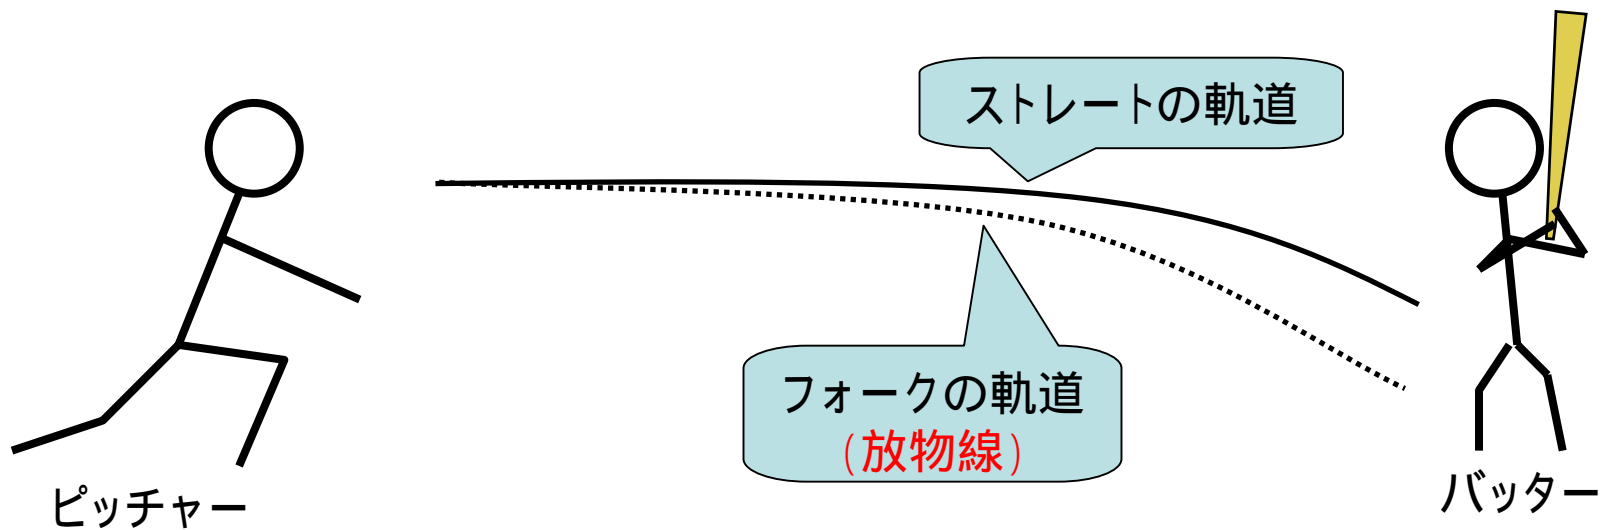 ストレートの軌道
フォークの軌道
(放物線)
ピッチャー
バッター